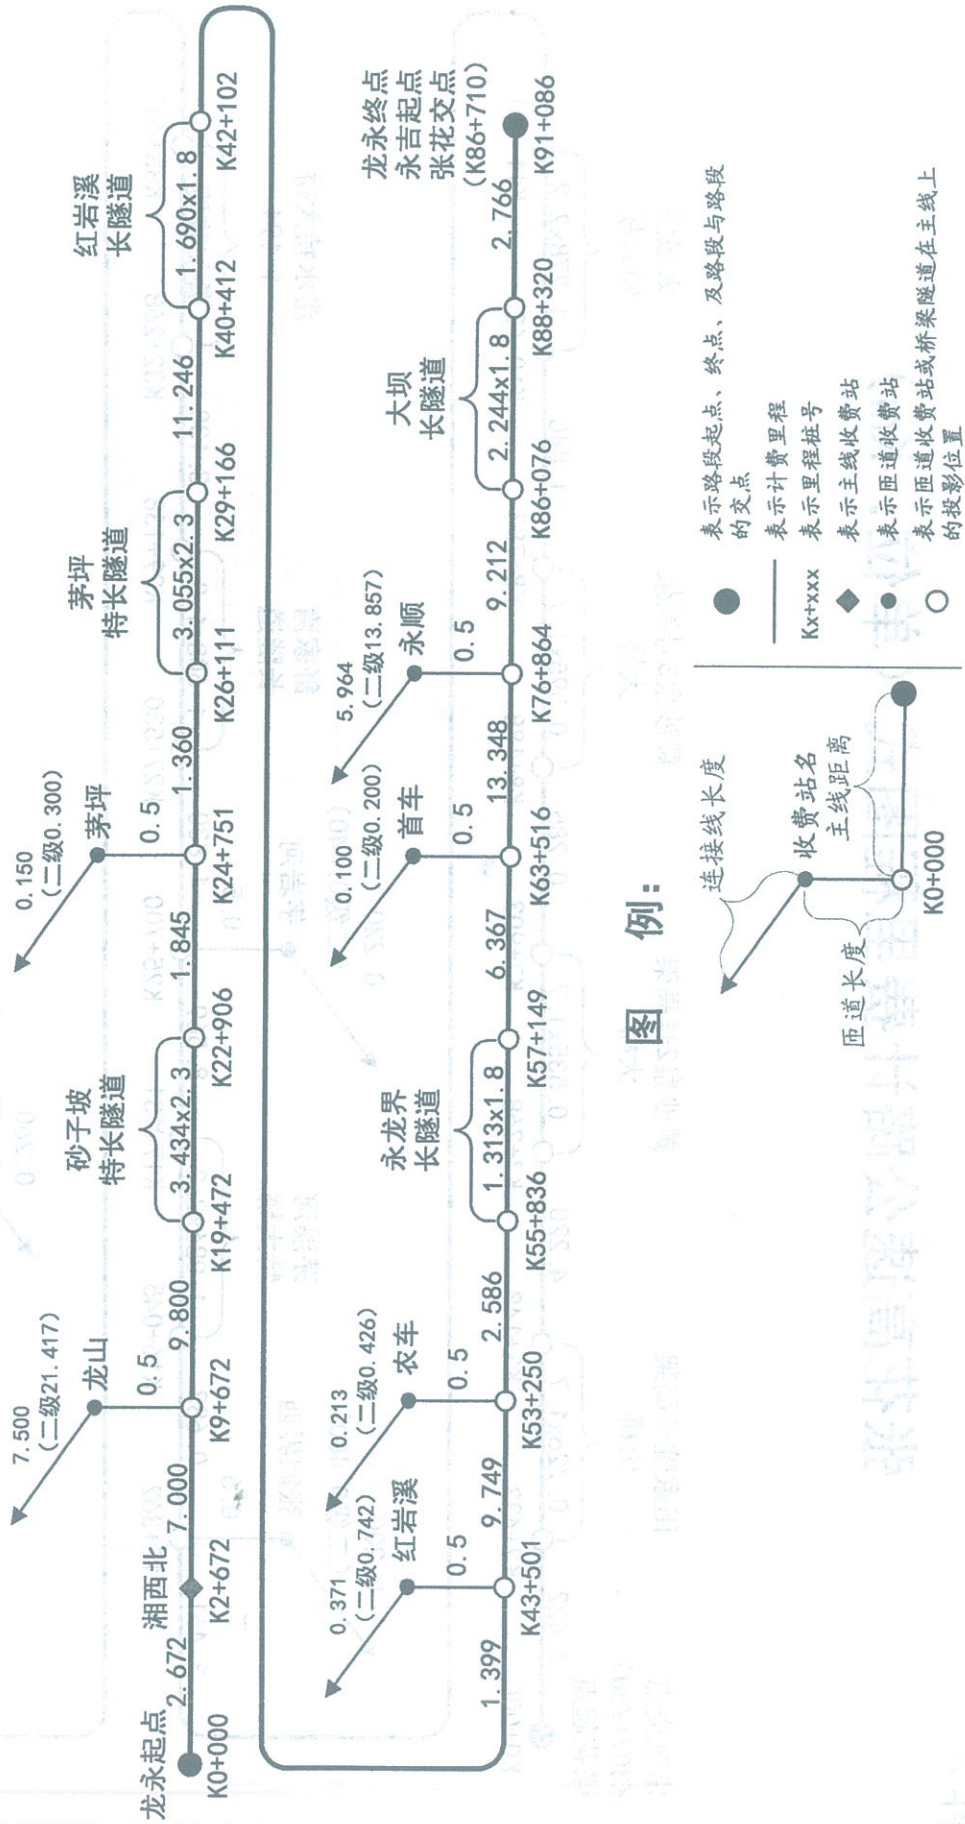 龙永起点
K0+000
2.672
湘西北
K2+672
7.000
7.500
(二级21.417)
龙山
0.5
K9+672
9.800
K19+472
砂子坡
特长隧道
3.434x2.3
K22+906
1.845
0.150
(二级0.300)
茅坪
0.5
K24+751
1.360
K26+111
茅坪
特长隧道
3.055x2.3
K29+166
11.246
K40+412
红岩溪
长隧道
1.690x1.8
K42+102
1.399
0.371
(二级0.742)
红岩溪
0.5
K43+501
9.749
0.213
(二级0.426)
农车
0.5
K53+250
2.586
K55+836
永龙界
长隧道
1.313x1.8
K57+149
6.367
0.100
(二级0.200)
首车
0.5
K63+516
13.348
5.964
(二级13.857)
永顺
0.5
K76+864
9.212
K86+076
大坝
长隧道
2.244x1.8
K88+320
2.766
龙永终点
永吉起点
张花交点
(K86+710)
K91+086
图 例：
连接线长度
收费站名
主线距离
匝道长度
K0+000
表示路段起点、终点、及路段与路段
的交点
表示计费里程
Kx+xxx 表示里程桩号
表示主线收费站
表示匝道收费站
表示匝道收费站或桥梁隧道在主线上
的投影位置